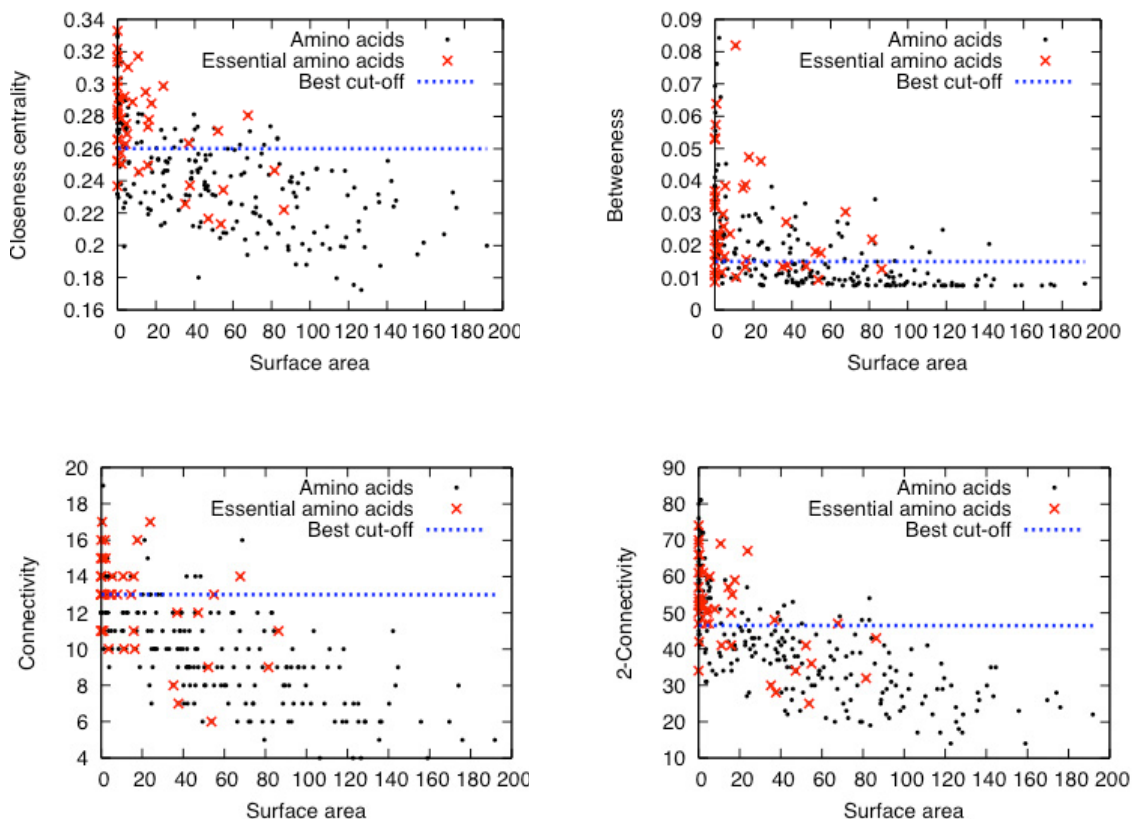 Closeness centrality
0.34
0.32
0.3
0.28
0.26
0.24
0.22
0.2
0.18
0.16
Amino acids
Essential amino acids
Best cut-off
0 20 40 60 80 100 120 140 160 180 200
Surface area
Betweeness
0.09
0.08
0.07
0.06
0.05
0.04
0.03
0.02
0.01
0
Amino acids
Essential amino acids
Best cut-off
0 20 40 60 80 100 120 140 160 180 200
Surface area
Connectivity
20
18
16
14
12
10
8
6
4
Amino acids
Essential amino acids
Best cut-off
0 20 40 60 80 100 120 140 160 180 200
Surface area
2-Connectivity
90
80
70
60
50
40
30
20
10
Amino acids
Essential amino acids
Best cut-off
0 20 40 60 80 100 120 140 160 180 200
Surface area